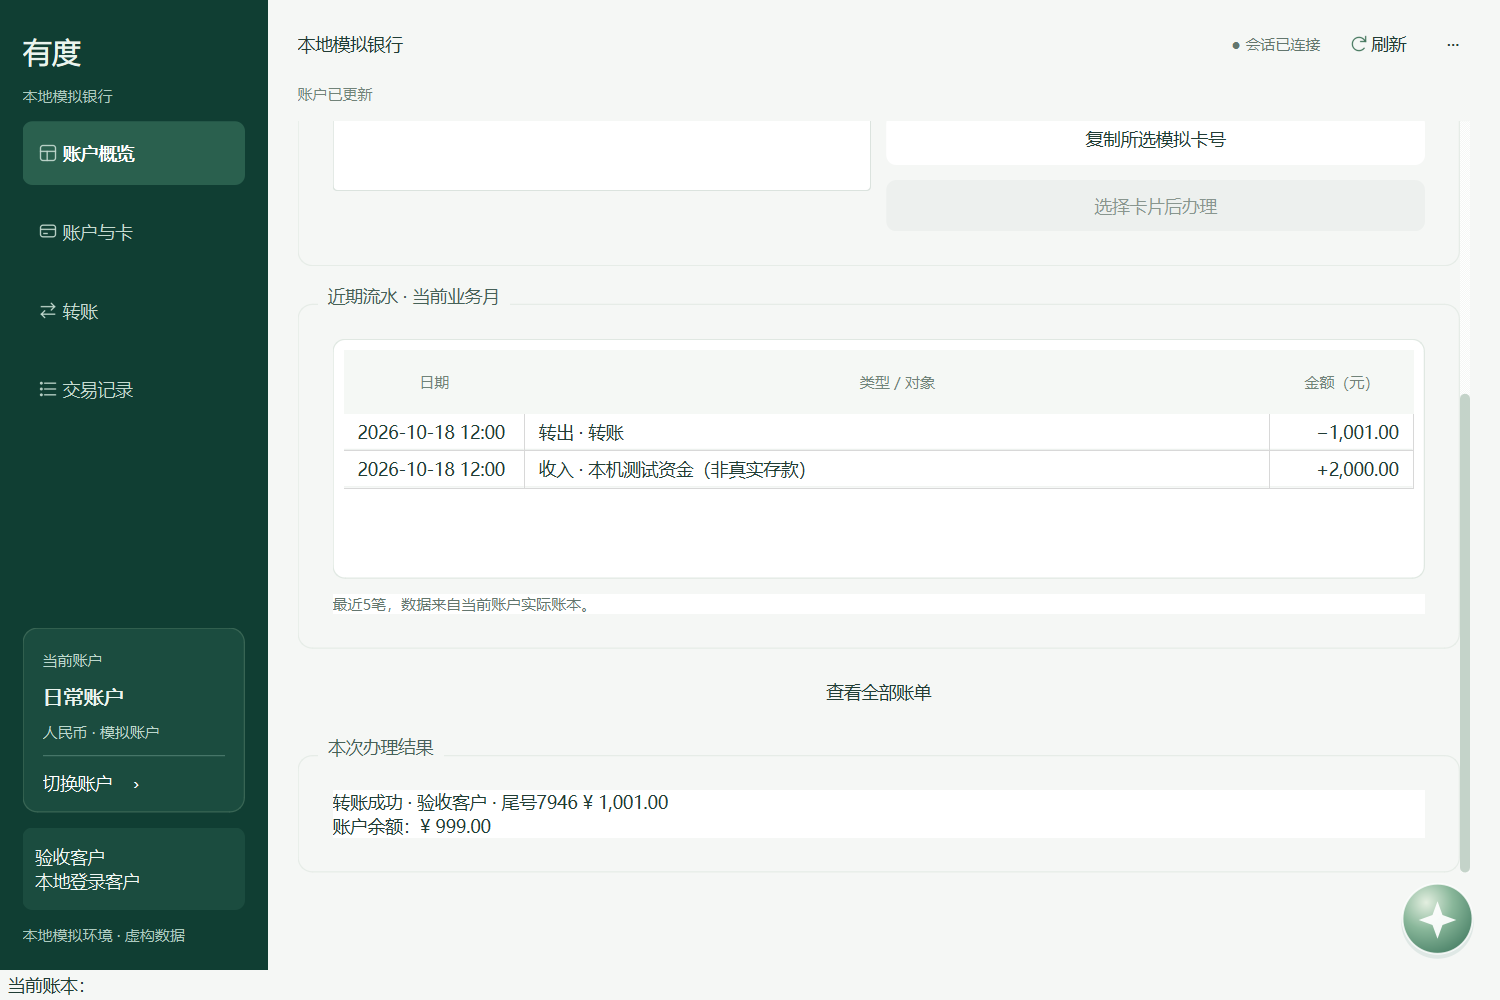 有度
本地模拟银行
账户概览
账户与卡
转账
交易记录
当前账户
日常账户
人民币 · 模拟账户
切换账户 ›
验收客户
本地登录客户
本地模拟环境 · 虚构数据
当前账本：
本地模拟银行
● 会话已连接
刷新
...
账户已更新
复制所选模拟卡号
选择卡片后办理
近期流水 · 当前业务月
日期 类型 / 对象 金额（元）
2026-10-18 12:00 转出 · 转账 −1,001.00
2026-10-18 12:00 收入 · 本机测试资金（非真实存款） +2,000.00
最近5笔，数据来自当前账户实际账本。
查看全部账单
本次办理结果
转账成功 · 验收客户 · 尾号7946 ¥ 1,001.00
账户余额：¥ 999.00